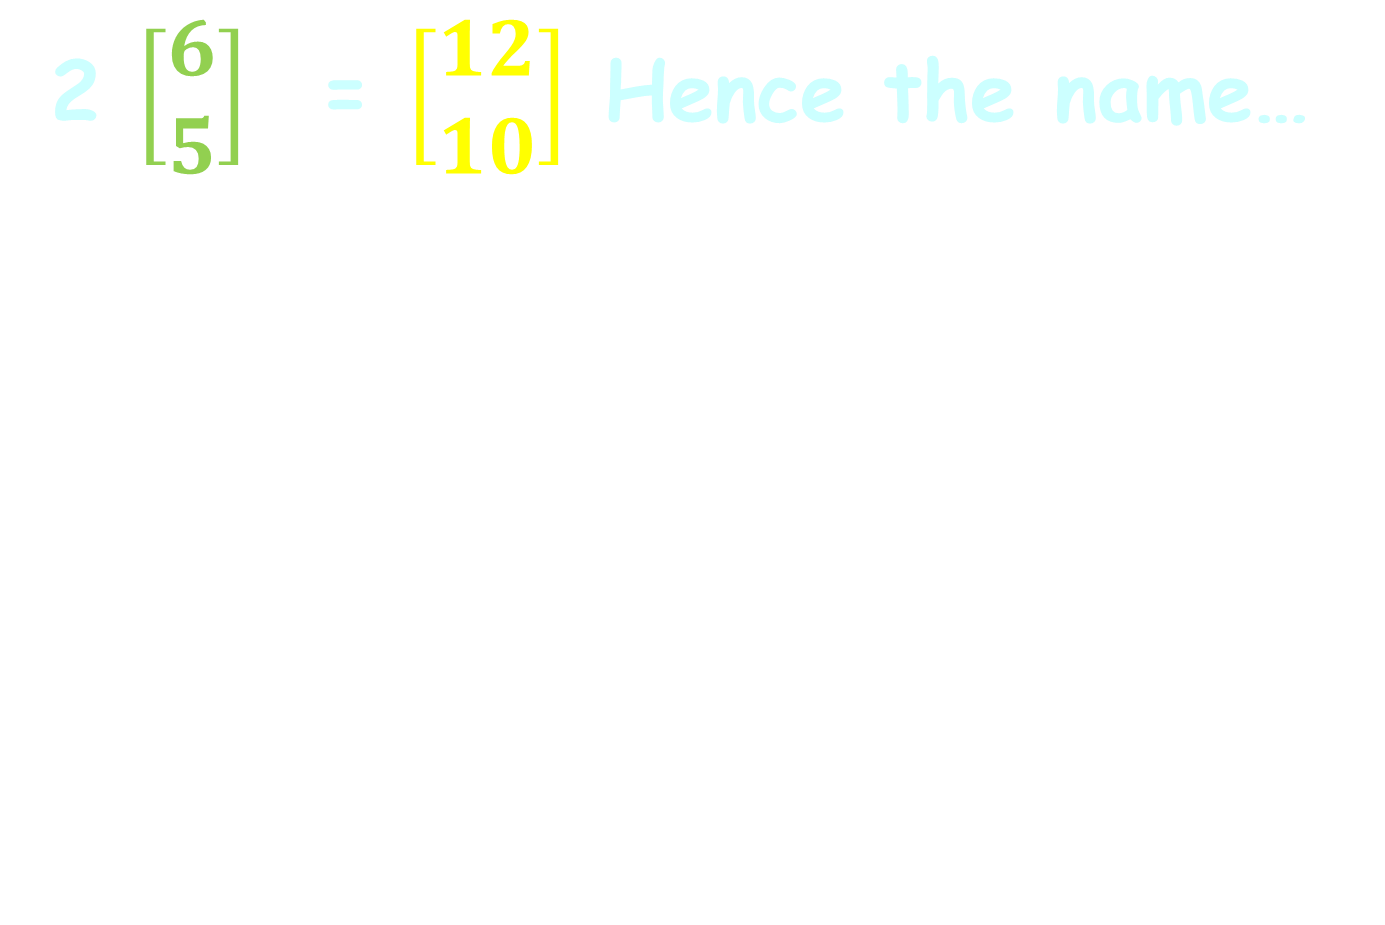 2 [6 5] = [12 10] Hence the name…